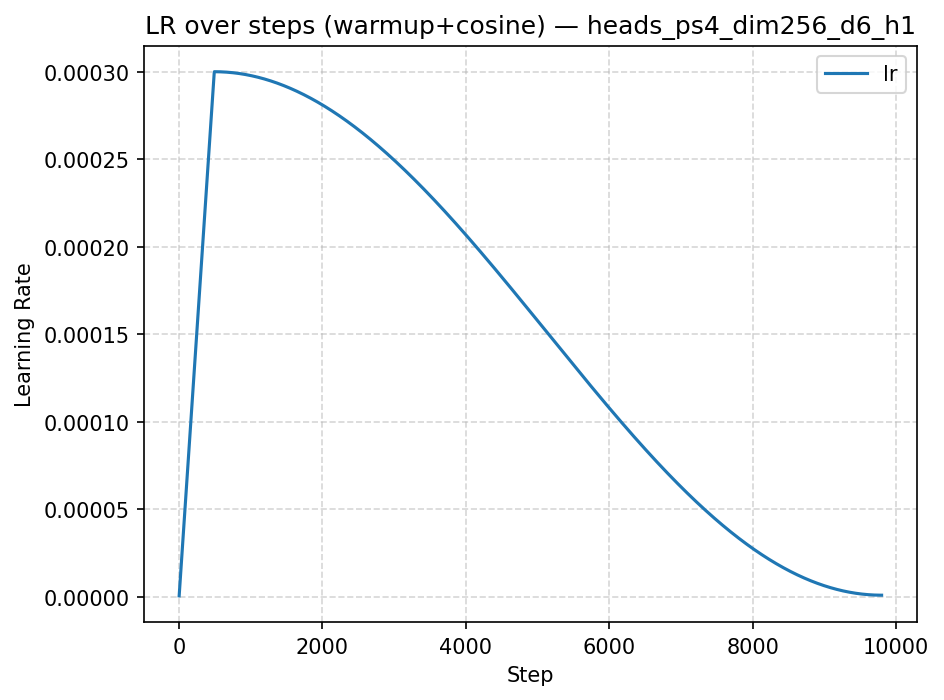 LR over steps (warmup+cosine) — heads_ps4_dim256_d6_h1
lr
Learning Rate
0.00030
0.00025
0.00020
0.00015
0.00010
0.00005
0.00000
0 2000 4000 6000 8000 10000
Step